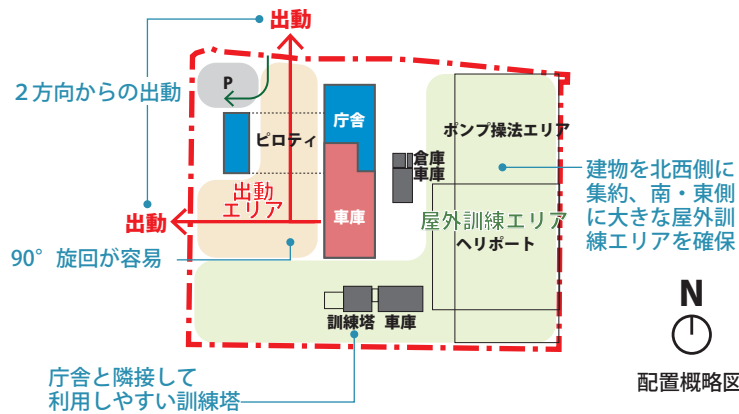 出動
2方向からの出動
P
庁舎
ピロティ
ポンプ操法エリア
倉庫
車庫
建物を北西側に
集約、南・東側
に大きな屋外訓
練エリアを確保
出動
エリア
出動
車庫
屋外訓練エリア
ヘリポート
90°旋回が容易
N
訓練塔
車庫
配置概略図
庁舎と隣接して
利用しやすい訓練塔